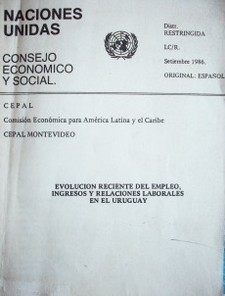 NACIONES
UNIDAS
CONSEJO
ECONOMICO
Y SOCIAL.
Distr.
RESTRINGIDA
LC/R.
Setiembre 1986.
ORIGINAL: ESPAÑOL
C E P A L
Comisión Económica para América Latina y el Caribe
CEPAL MONTEVIDEO
EVOLUCION RECIENTE DEL EMPLEO,
INGRESOS Y RELACIONES LABORALES
EN EL URUGUAY